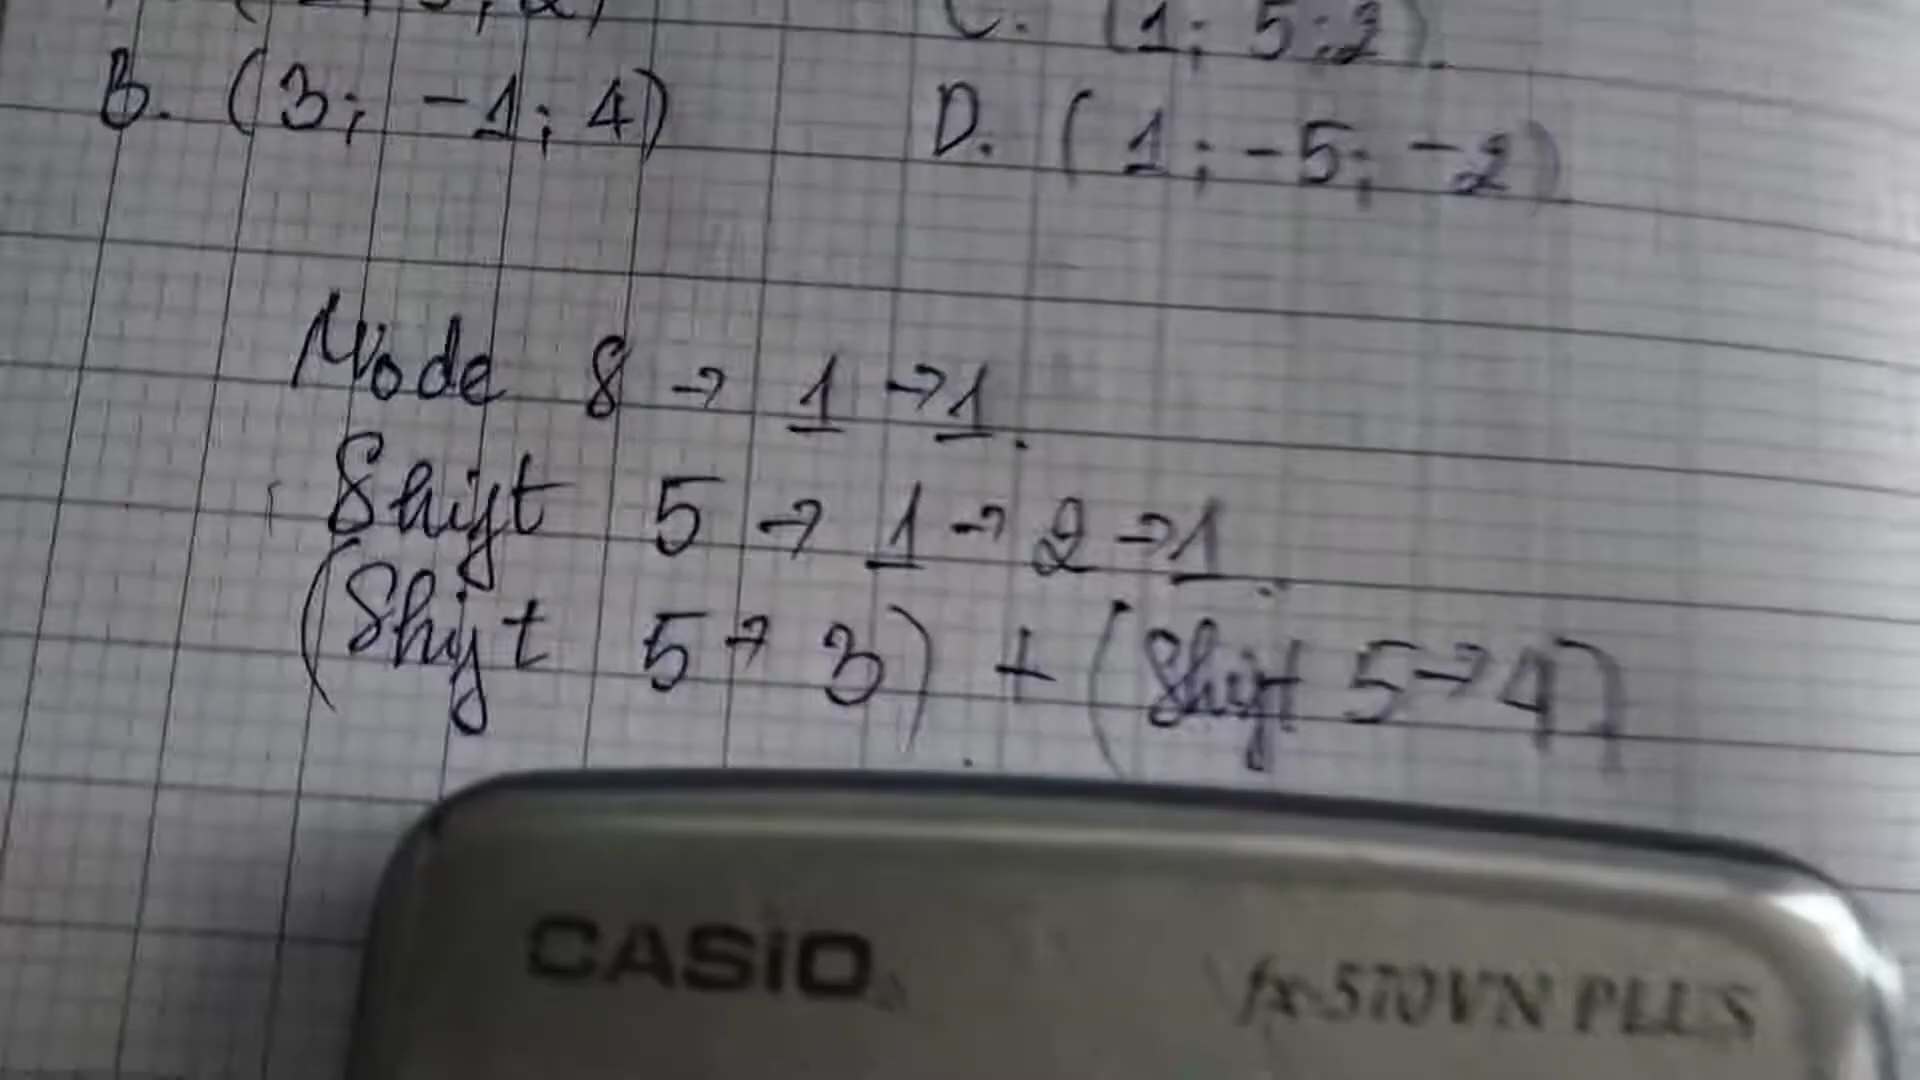 C. (1; 5; 2).
B. (3; -1; 4)
D. (1; -5; -2)
Mode 8 → 1 → 1.
Shift 5 → 1 → 2 → 1.
(Shift 5 → 3) + (Shift 5 → 4)
CASIO
fx-570VN PLUS